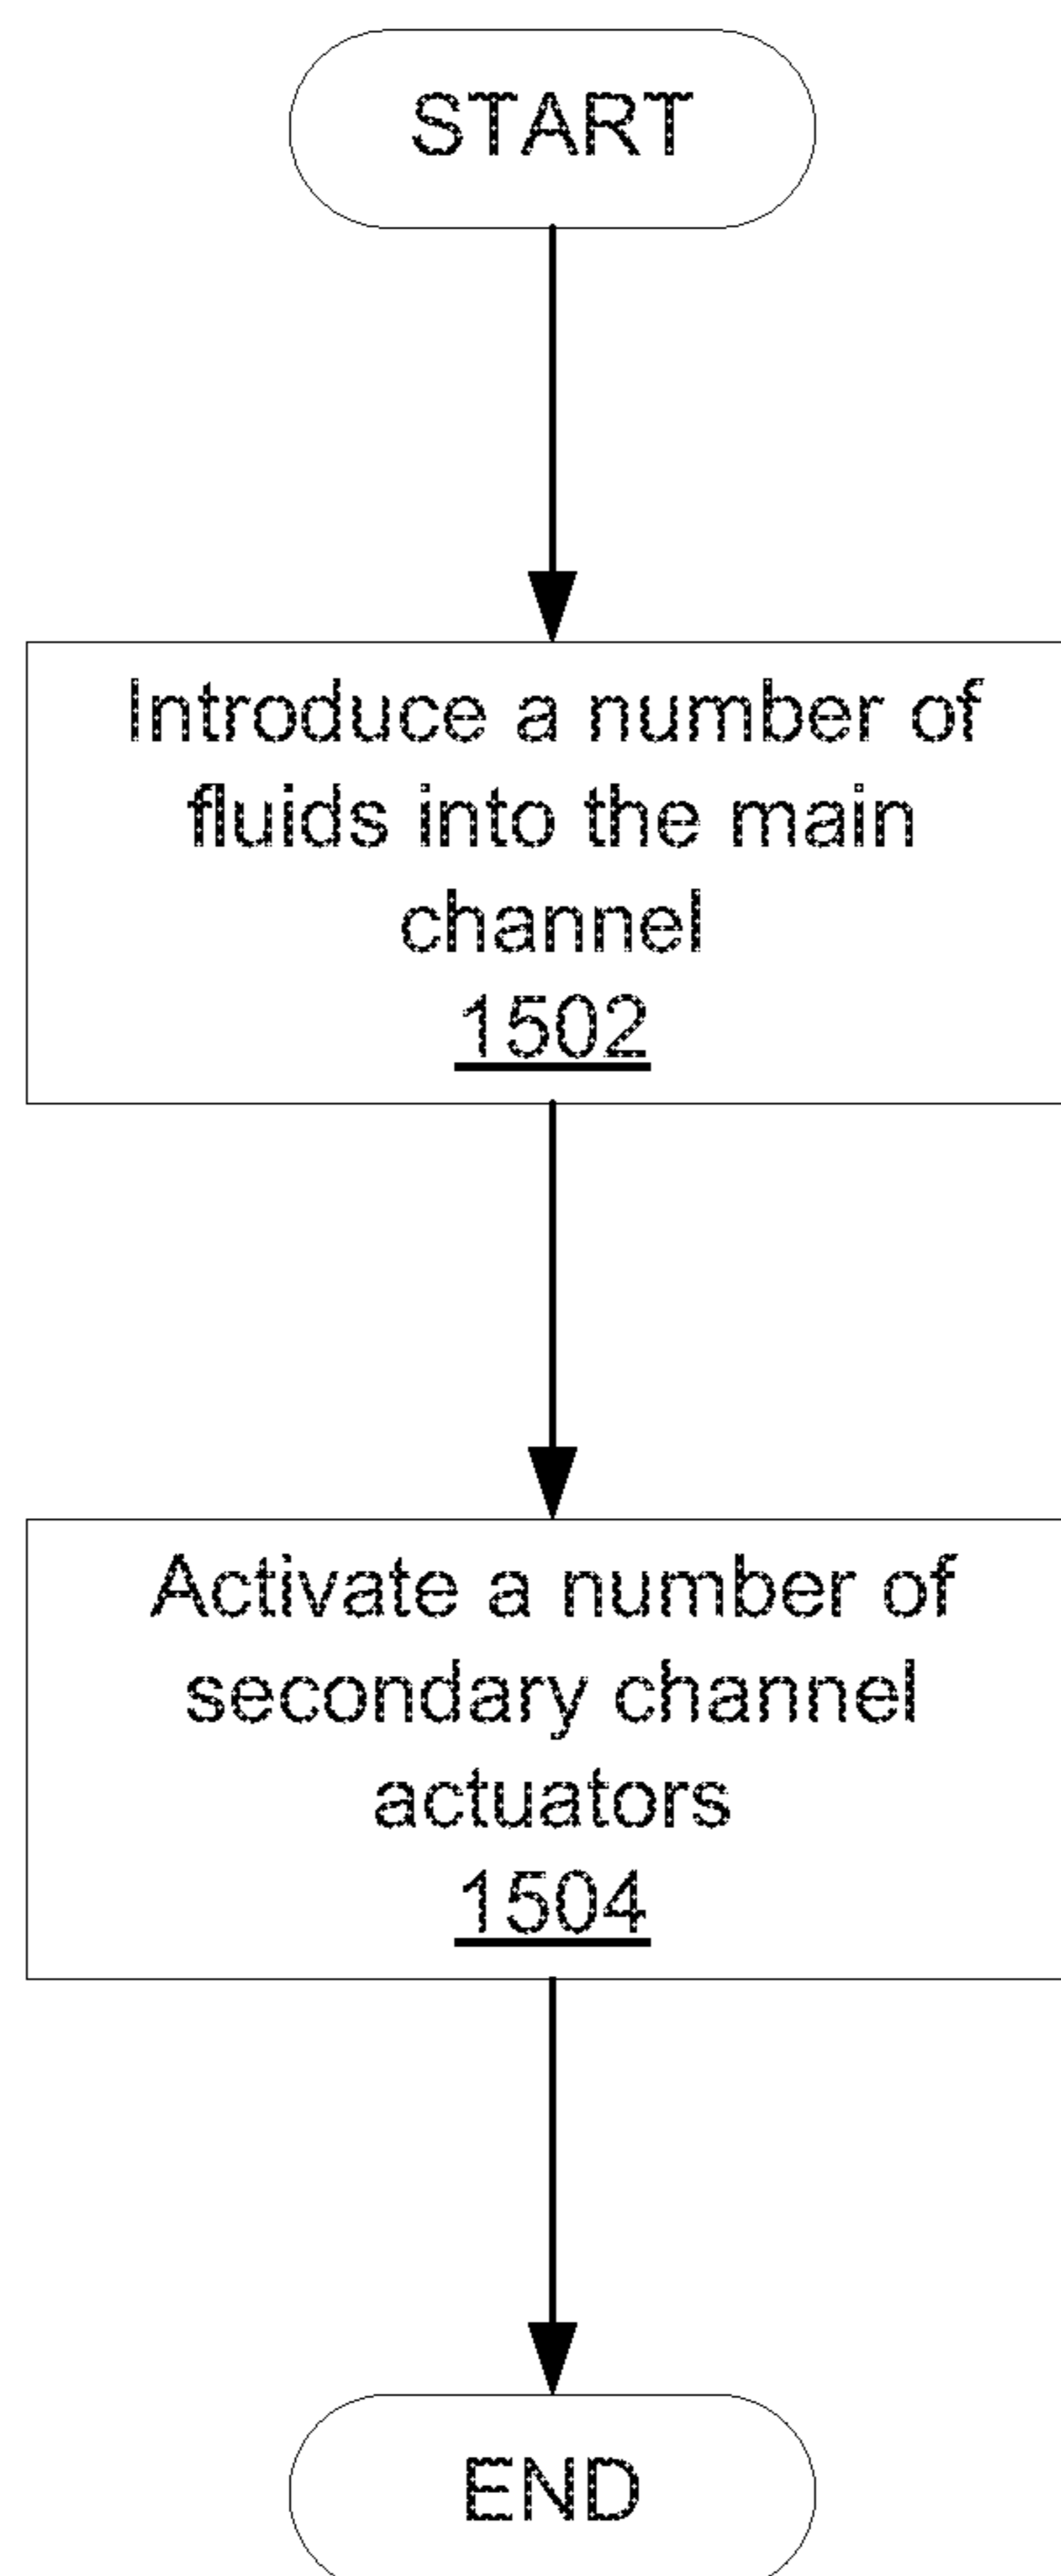 START
Introduce a number of
fluids into the main
channel
1502
Activate a number of
secondary channel
actuators
1504
END